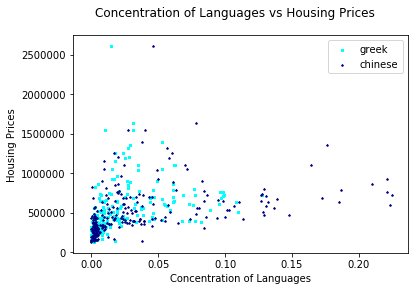 Concentration of Languages vs Housing Prices
greek
chinese
2500000
2000000
1500000
1000000
500000
0
Housing Prices
0.00 0.05 0.10 0.15 0.20
Concentration of Languages